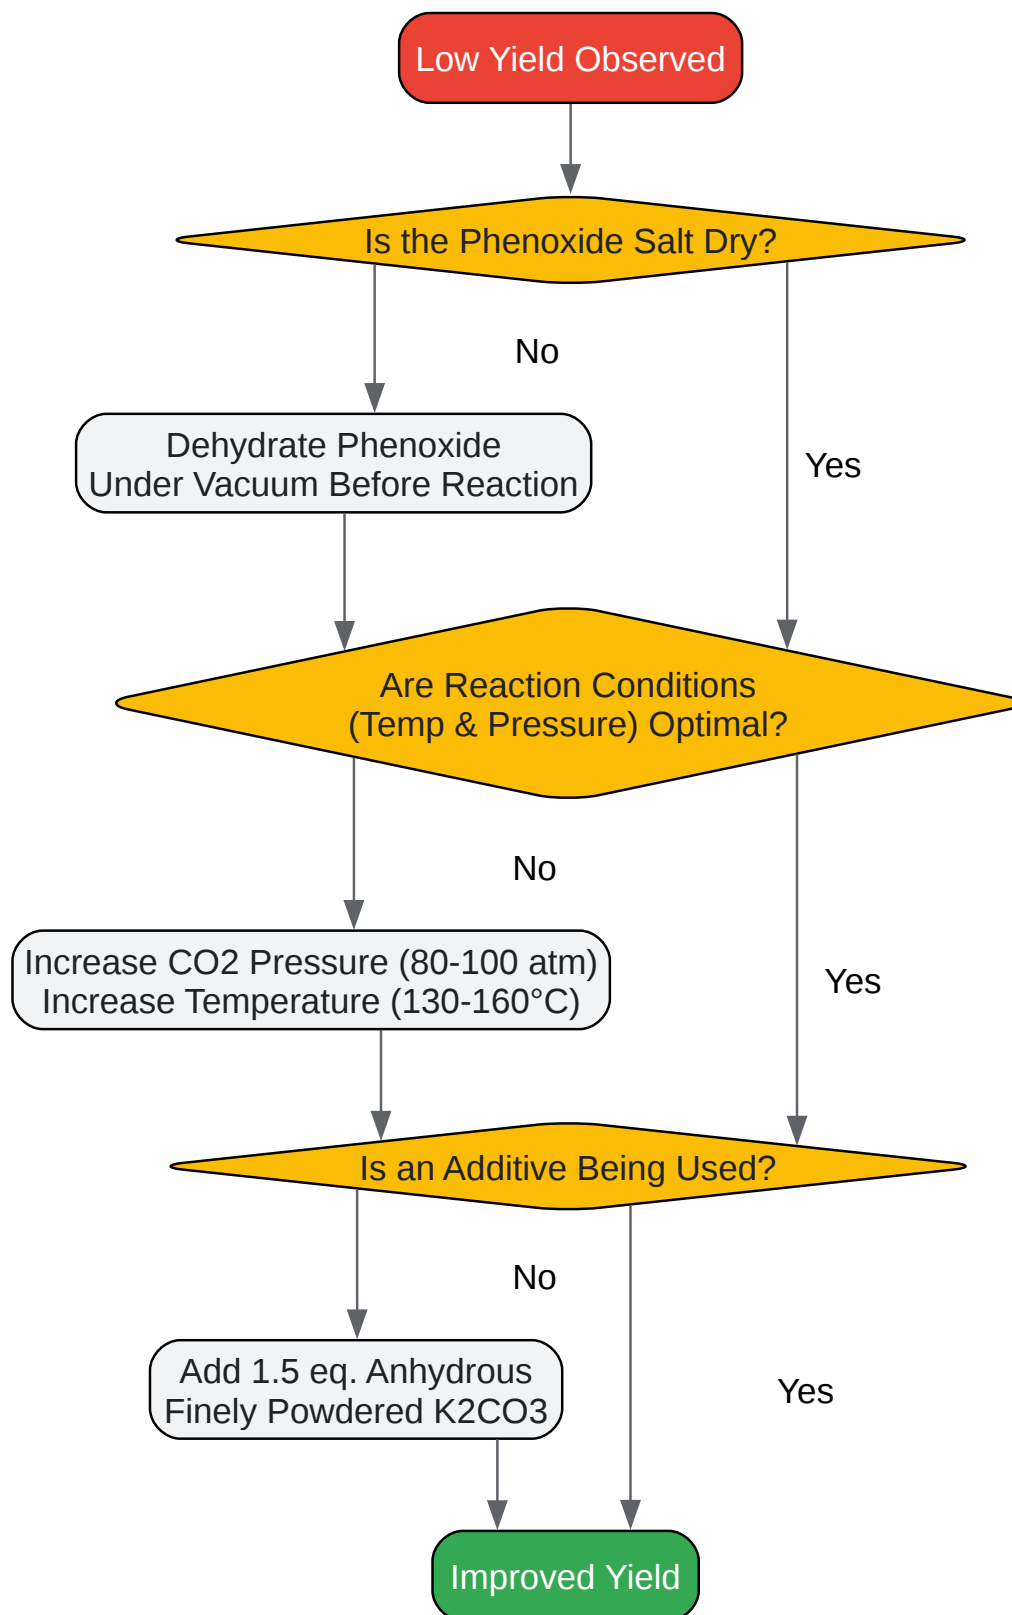 Low Yield Observed
Is the Phenoxide Salt Dry?
No
Dehydrate Phenoxide
Under Vacuum Before Reaction
Yes
Are Reaction Conditions
(Temp & Pressure) Optimal?
No
Increase CO2 Pressure (80-100 atm)
Increase Temperature (130-160°C)
Yes
Is an Additive Being Used?
No
Add 1.5 eq. Anhydrous
Finely Powdered K2CO3
Yes
Improved Yield